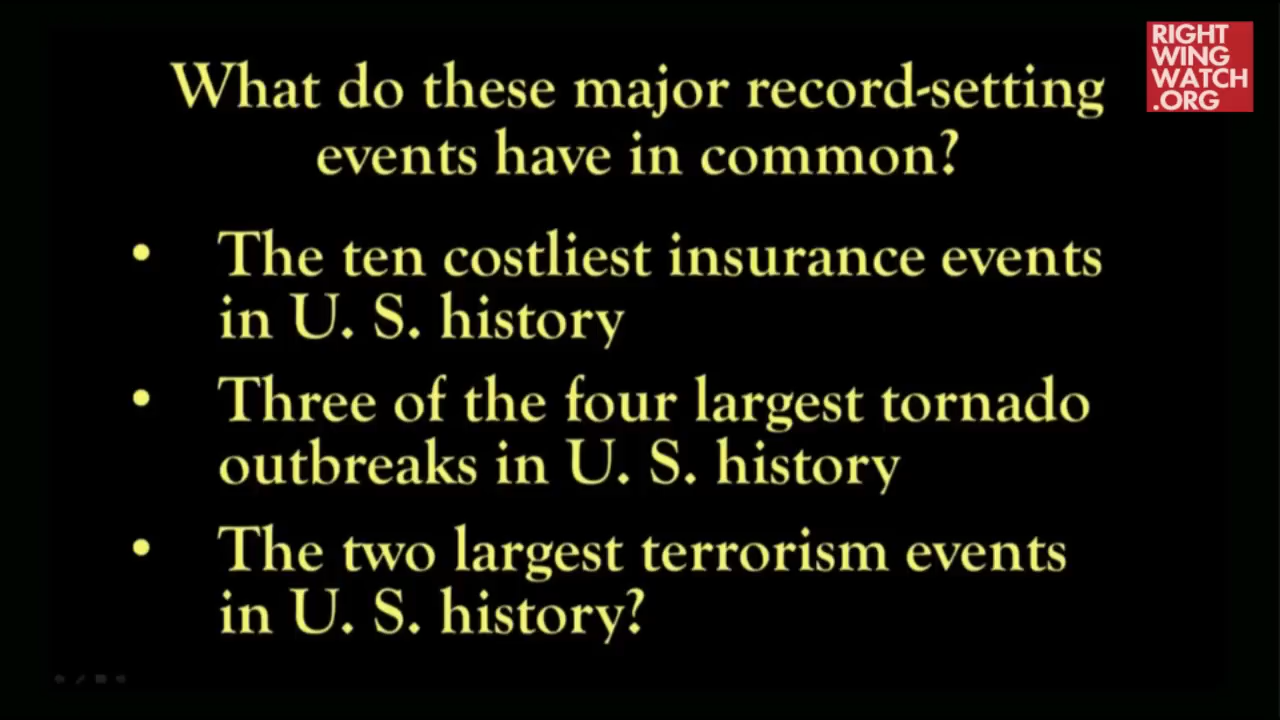 What do these major record-setting
events have in common?
• The ten costliest insurance events
in U. S. history
• Three of the four largest tornado
outbreaks in U. S. history
• The two largest terrorism events
in U. S. history?
RIGHT
WING
WATCH
.ORG